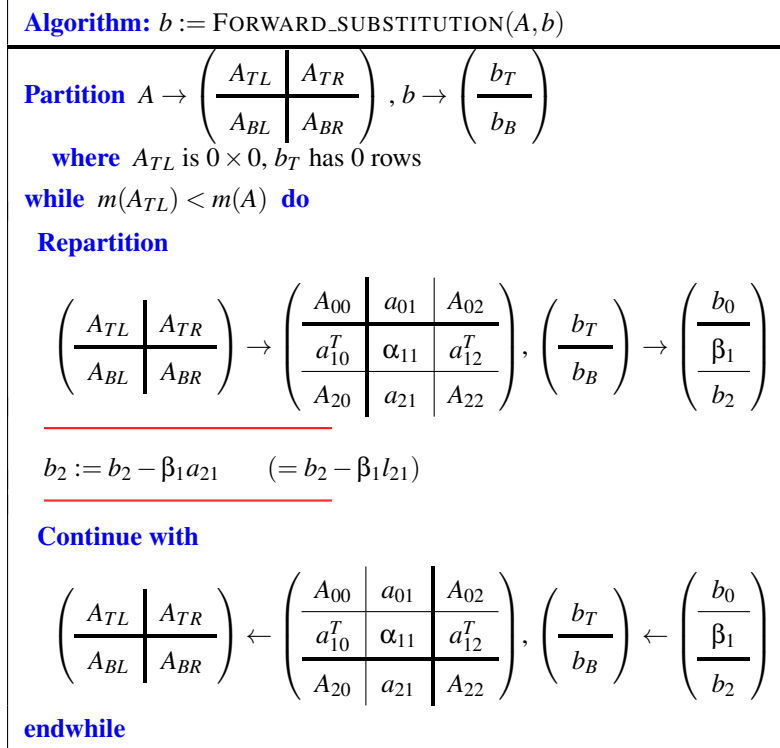 Algorithm: b := FORWARD_SUBSTITUTION(A,b)
Partition A → ( A_TL | A_TR / A_BL | A_BR ) , b → ( b_T / b_B )
where A_TL is 0 × 0, b_T has 0 rows
while m(A_TL) < m(A) do
Repartition
( A_TL | A_TR / A_BL | A_BR ) → ( A_00 | a_01 | A_02 / a_10^T | α_11 | a_12^T / A_20 | a_21 | A_22 ) , ( b_T / b_B ) → ( b_0 / β_1 / b_2 )
b_2 := b_2 − β_1 a_21 (= b_2 − β_1 l_21)
Continue with
( A_TL | A_TR / A_BL | A_BR ) ← ( A_00 | a_01 | A_02 / a_10^T | α_11 | a_12^T / A_20 | a_21 | A_22 ) , ( b_T / b_B ) ← ( b_0 / β_1 / b_2 )
endwhile